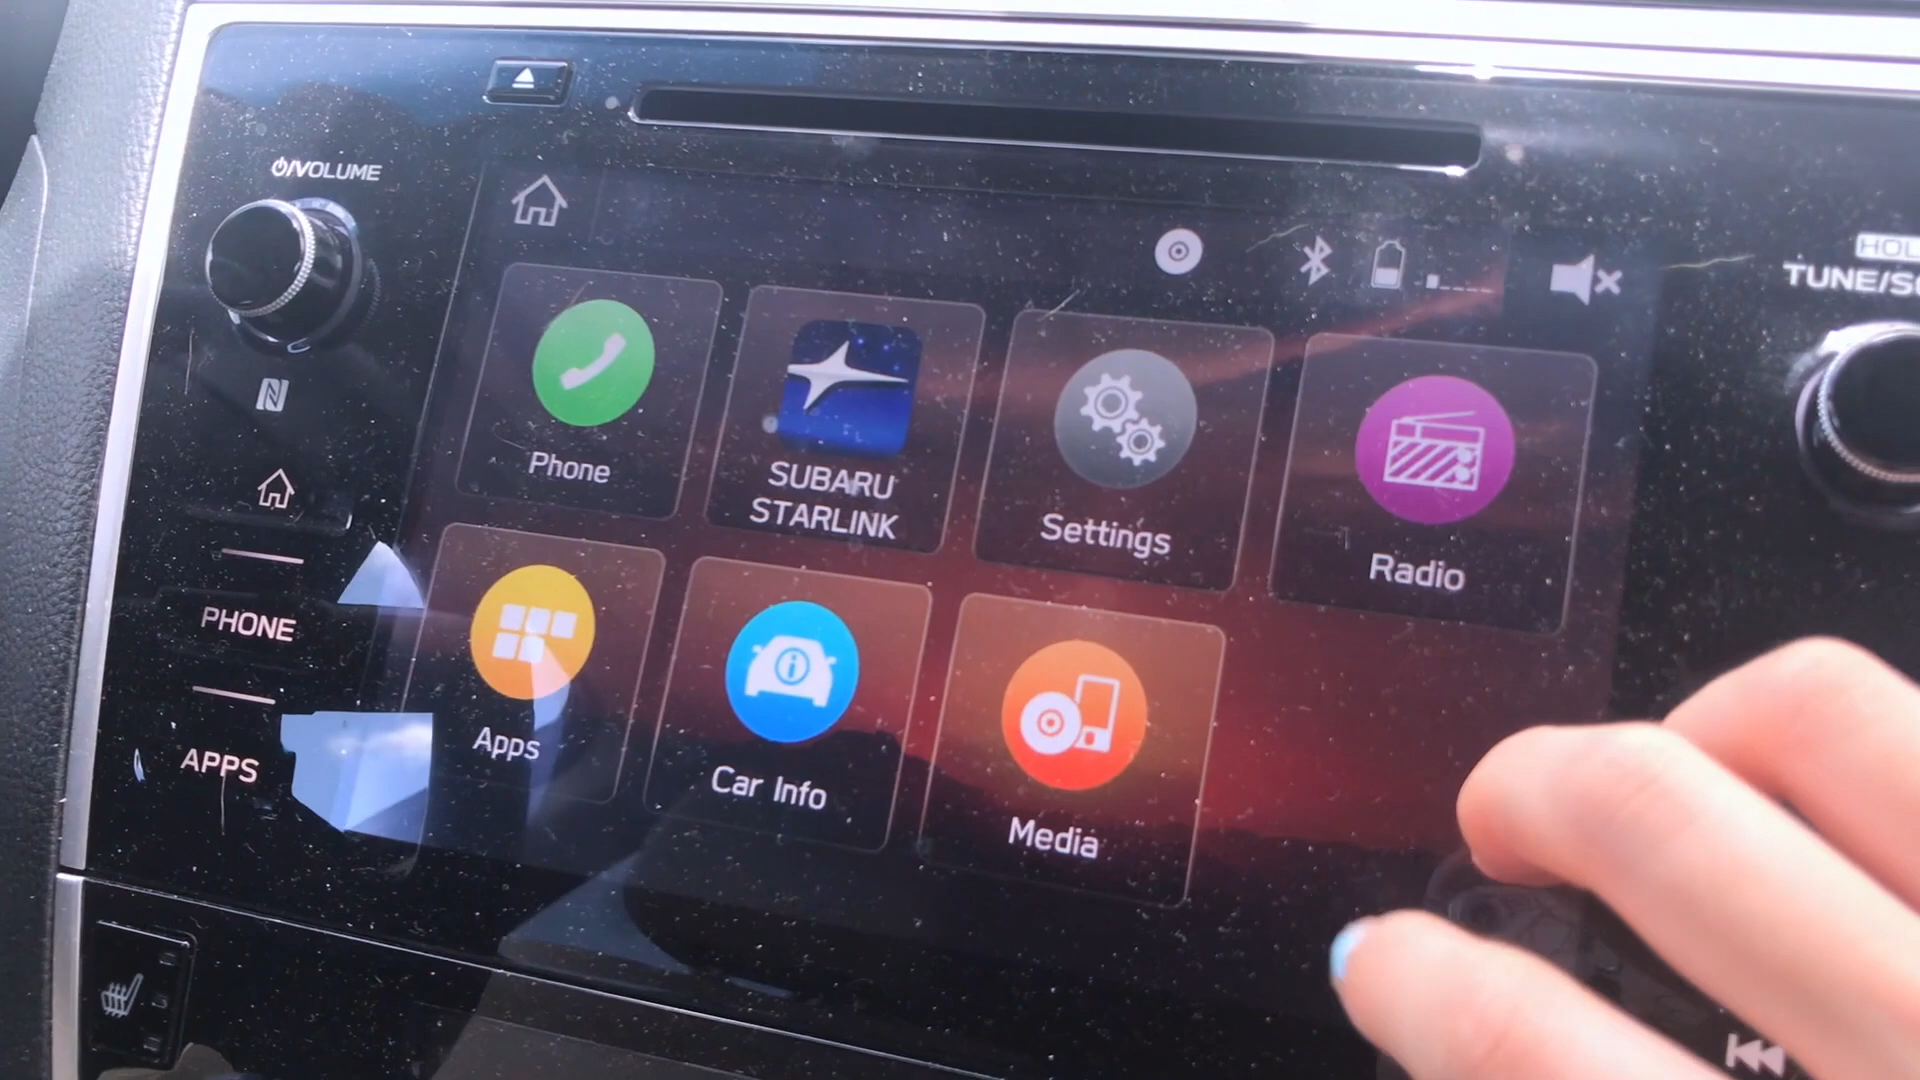 VOLUME
HOL
TUNE/SC
Phone
SUBARU
STARLINK
Settings
Radio
PHONE
APPS
Apps
Car Info
Media